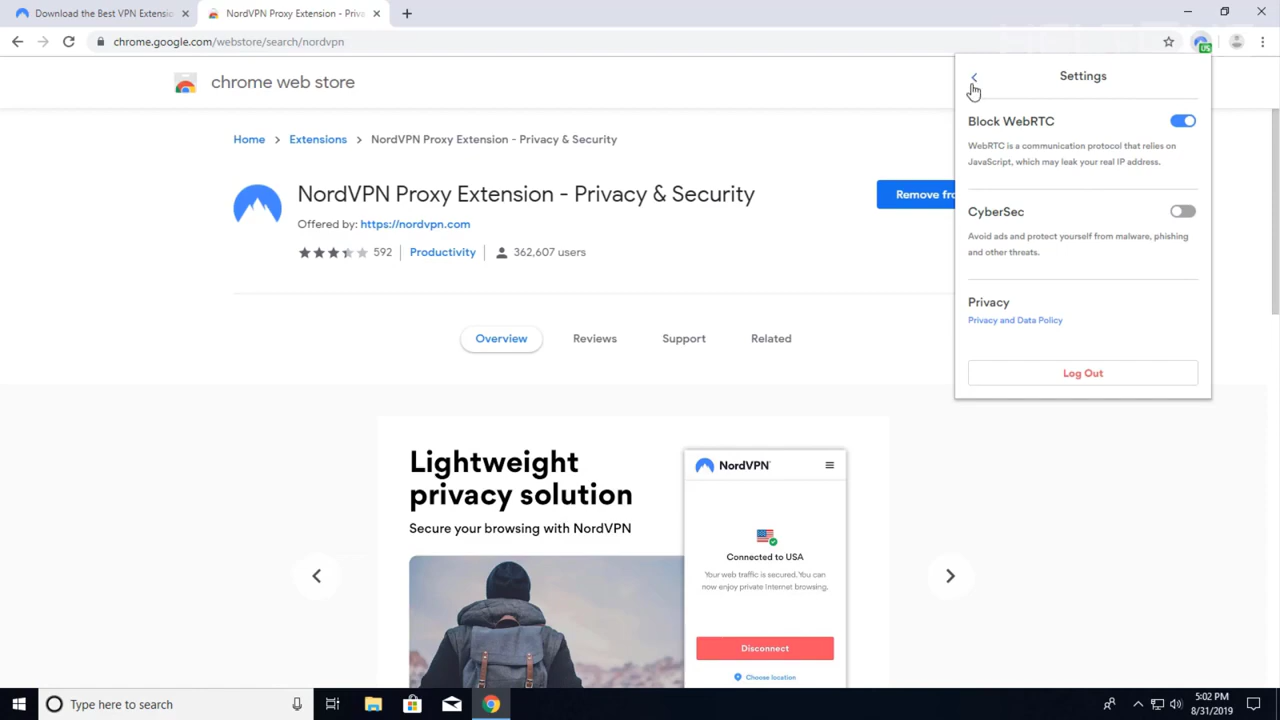 Download the Best VPN Extensio
NordVPN Proxy Extension - Priva
chrome.google.com/webstore/search/nordvpn
US
chrome web store
Home > Extensions > NordVPN Proxy Extension - Privacy & Security
NordVPN Proxy Extension - Privacy & Security
Offered by: https://nordvpn.com
592
Productivity
362,607 users
Remove fro
Overview
Reviews
Support
Related
Settings
Block WebRTC
WebRTC is a communication protocol that relies on
JavaScript, which may leak your real IP address.
CyberSec
Avoid ads and protect yourself from malware, phishing
and other threats.
Privacy
Privacy and Data Policy
Log Out
Lightweight
privacy solution
Secure your browsing with NordVPN
NordVPN
Connected to USA
Your web traffic is secured. You can
now enjoy private Internet browsing.
Disconnect
Choose location
Type here to search
5:02 PM
8/31/2019